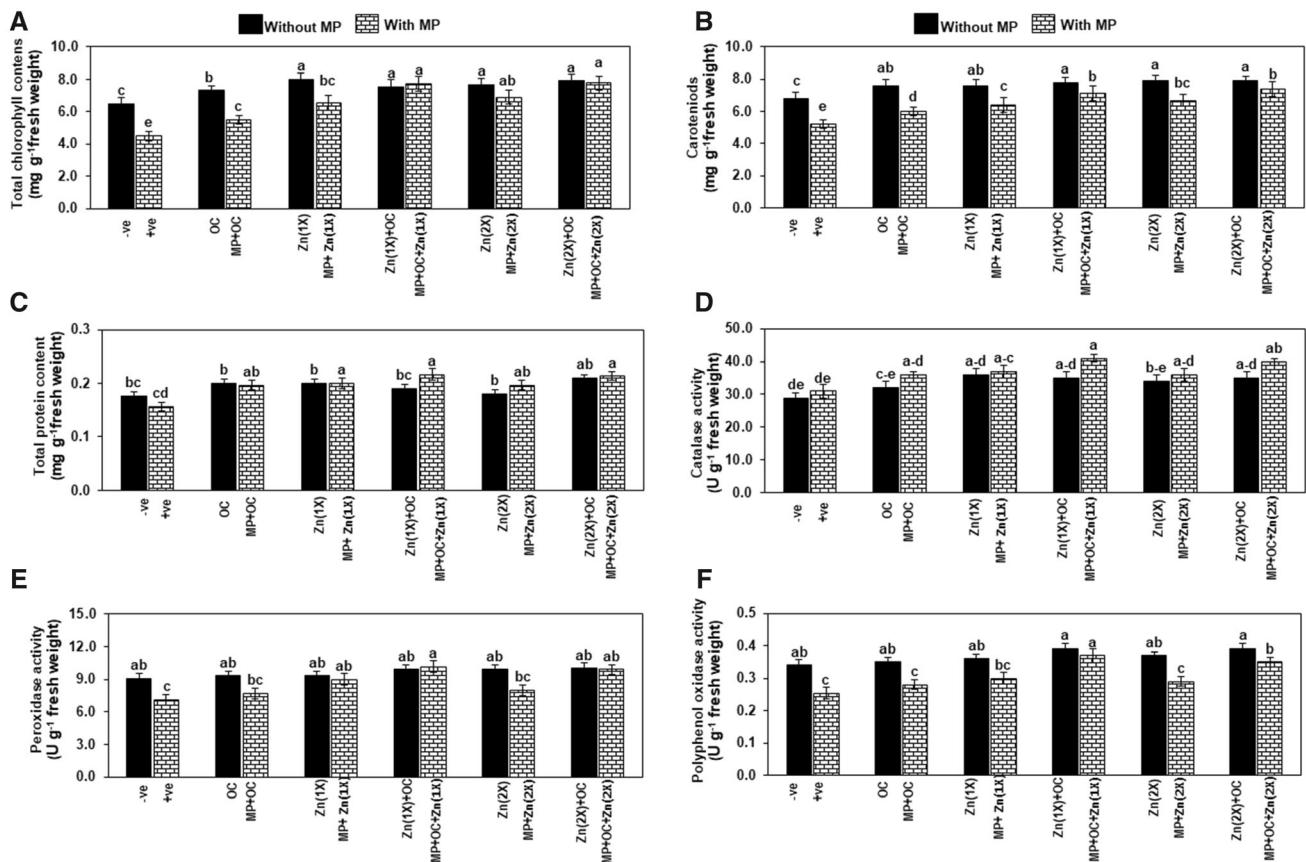 A
Without MP
With MP
Total chlorophyll contens
(mg g-1fresh weight)
10.0
8.0
6.0
4.0
2.0
0.0
c
e
b
c
a
bc
a
a
a
ab
a
a
-ve
+ve
OC
MP+OC
Zn(1X)
MP+ Zn(1X)
Zn(1X)+OC
MP+OC+Zn(1X)
Zn(2X)
MP+Zn(2X)
Zn(2X)+OC
MP+OC+Zn(2X)
B
Without MP
With MP
Caroteniods
(mg g-1fresh weight)
10.0
8.0
6.0
4.0
2.0
0.0
c
e
ab
d
ab
c
a
b
a
bc
a
b
-ve
+ve
OC
MP+OC
Zn(1X)
MP+ Zn(1X)
Zn(1X)+OC
MP+OC+Zn(1X)
Zn(2X)
MP+Zn(2X)
Zn(2X)+OC
MP+OC+Zn(2X)
C
Total protein content
(mg g-1fresh weight)
0.3
0.2
0.1
0.0
bc
cd
b
ab
b
a
bc
a
b
ab
ab
a
-ve
+ve
OC
MP+OC
Zn(1X)
MP+ Zn(1X)
Zn(1X)+OC
MP+OC+Zn(1X)
Zn(2X)
MP+Zn(2X)
Zn(2X)+OC
MP+OC+Zn(2X)
D
Catalase activity
(U g-1 fresh weight)
50.0
40.0
30.0
20.0
10.0
0.0
de
de
c-e
a-d
a-d
a-c
a-d
a
b-e
a-d
a-d
ab
-ve
+ve
OC
MP+OC
Zn(1X)
MP+ Zn(1X)
Zn(1X)+OC
MP+OC+Zn(1X)
Zn(2X)
MP+Zn(2X)
Zn(2X)+OC
MP+OC+Zn(2X)
E
Peroxidase activity
(U g-1 fresh weight)
15.0
12.0
9.0
6.0
3.0
0.0
ab
c
ab
bc
ab
ab
ab
a
ab
bc
ab
ab
-ve
+ve
OC
MP+OC
Zn(1X)
MP+ Zn(1X)
Zn(1X)+OC
MP+OC+Zn(1X)
Zn(2X)
MP+Zn(2X)
Zn(2X)+OC
MP+OC+Zn(2X)
F
Polyphenol oxidase activity
(U g-1 fresh weight)
0.5
0.4
0.3
0.2
0.1
0.0
ab
c
ab
c
ab
bc
a
a
ab
c
a
b
-ve
+ve
OC
MP+OC
Zn(1X)
MP+ Zn(1X)
Zn(1X)+OC
MP+OC+Zn(1X)
Zn(2X)
MP+Zn(2X)
Zn(2X)+OC
MP+OC+Zn(2X)